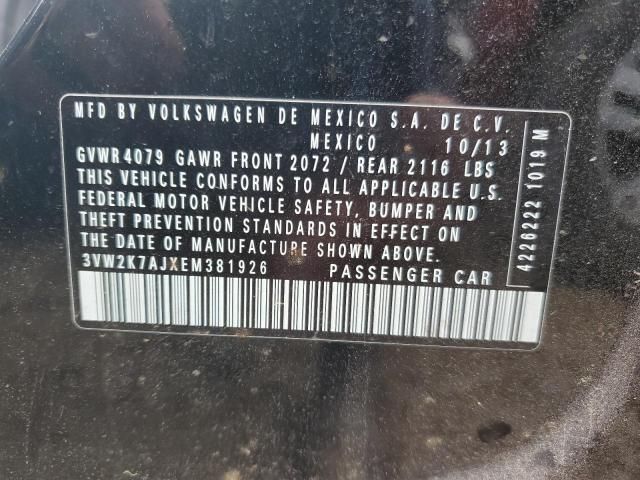 MFD BY VOLKSWAGEN DE MEXICO S.A. DE C.V.
MEXICO 10/13
GVWR4079 GAWR FRONT 2072 / REAR 2116 LBS
THIS VEHICLE CONFORMS TO ALL APPLICABLE U.S.
FEDERAL MOTOR VEHICLE SAFETY, BUMPER AND
THEFT PREVENTION STANDARDS IN EFFECT ON
THE DATE OF MANUFACTURE SHOWN ABOVE.
3VW2K7AJXEM381926 PASSENGER CAR
4226222 1019 M